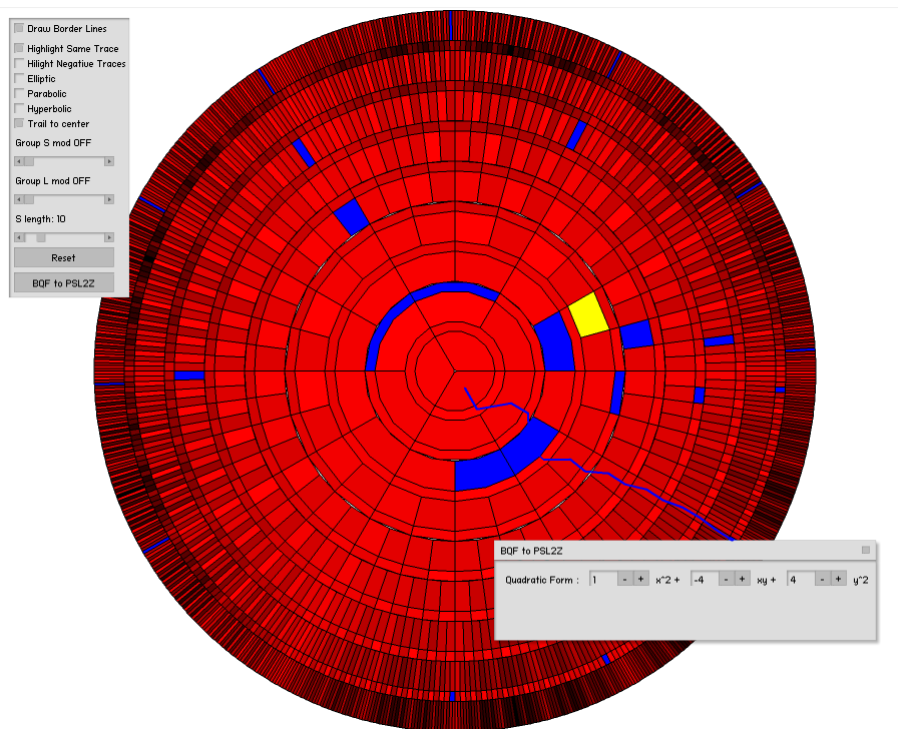 Draw Border Lines
Highlight Same Trace
Hilight Negative Traces
Elliptic
Parabolic
Hyperbolic
Trail to center
Group S mod OFF
Group L mod OFF
S length: 10
Reset
BQF to PSL2Z
BQF to PSL2Z
Quadratic Form : 1 - + x^2 + -4 - + xy + 4 - + y^2